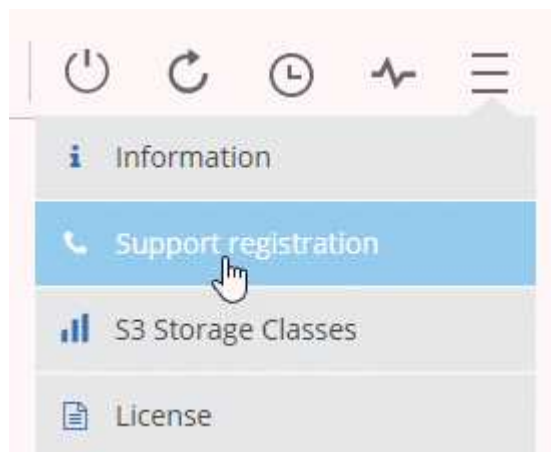 Information
Support registration
S3 Storage Classes
License